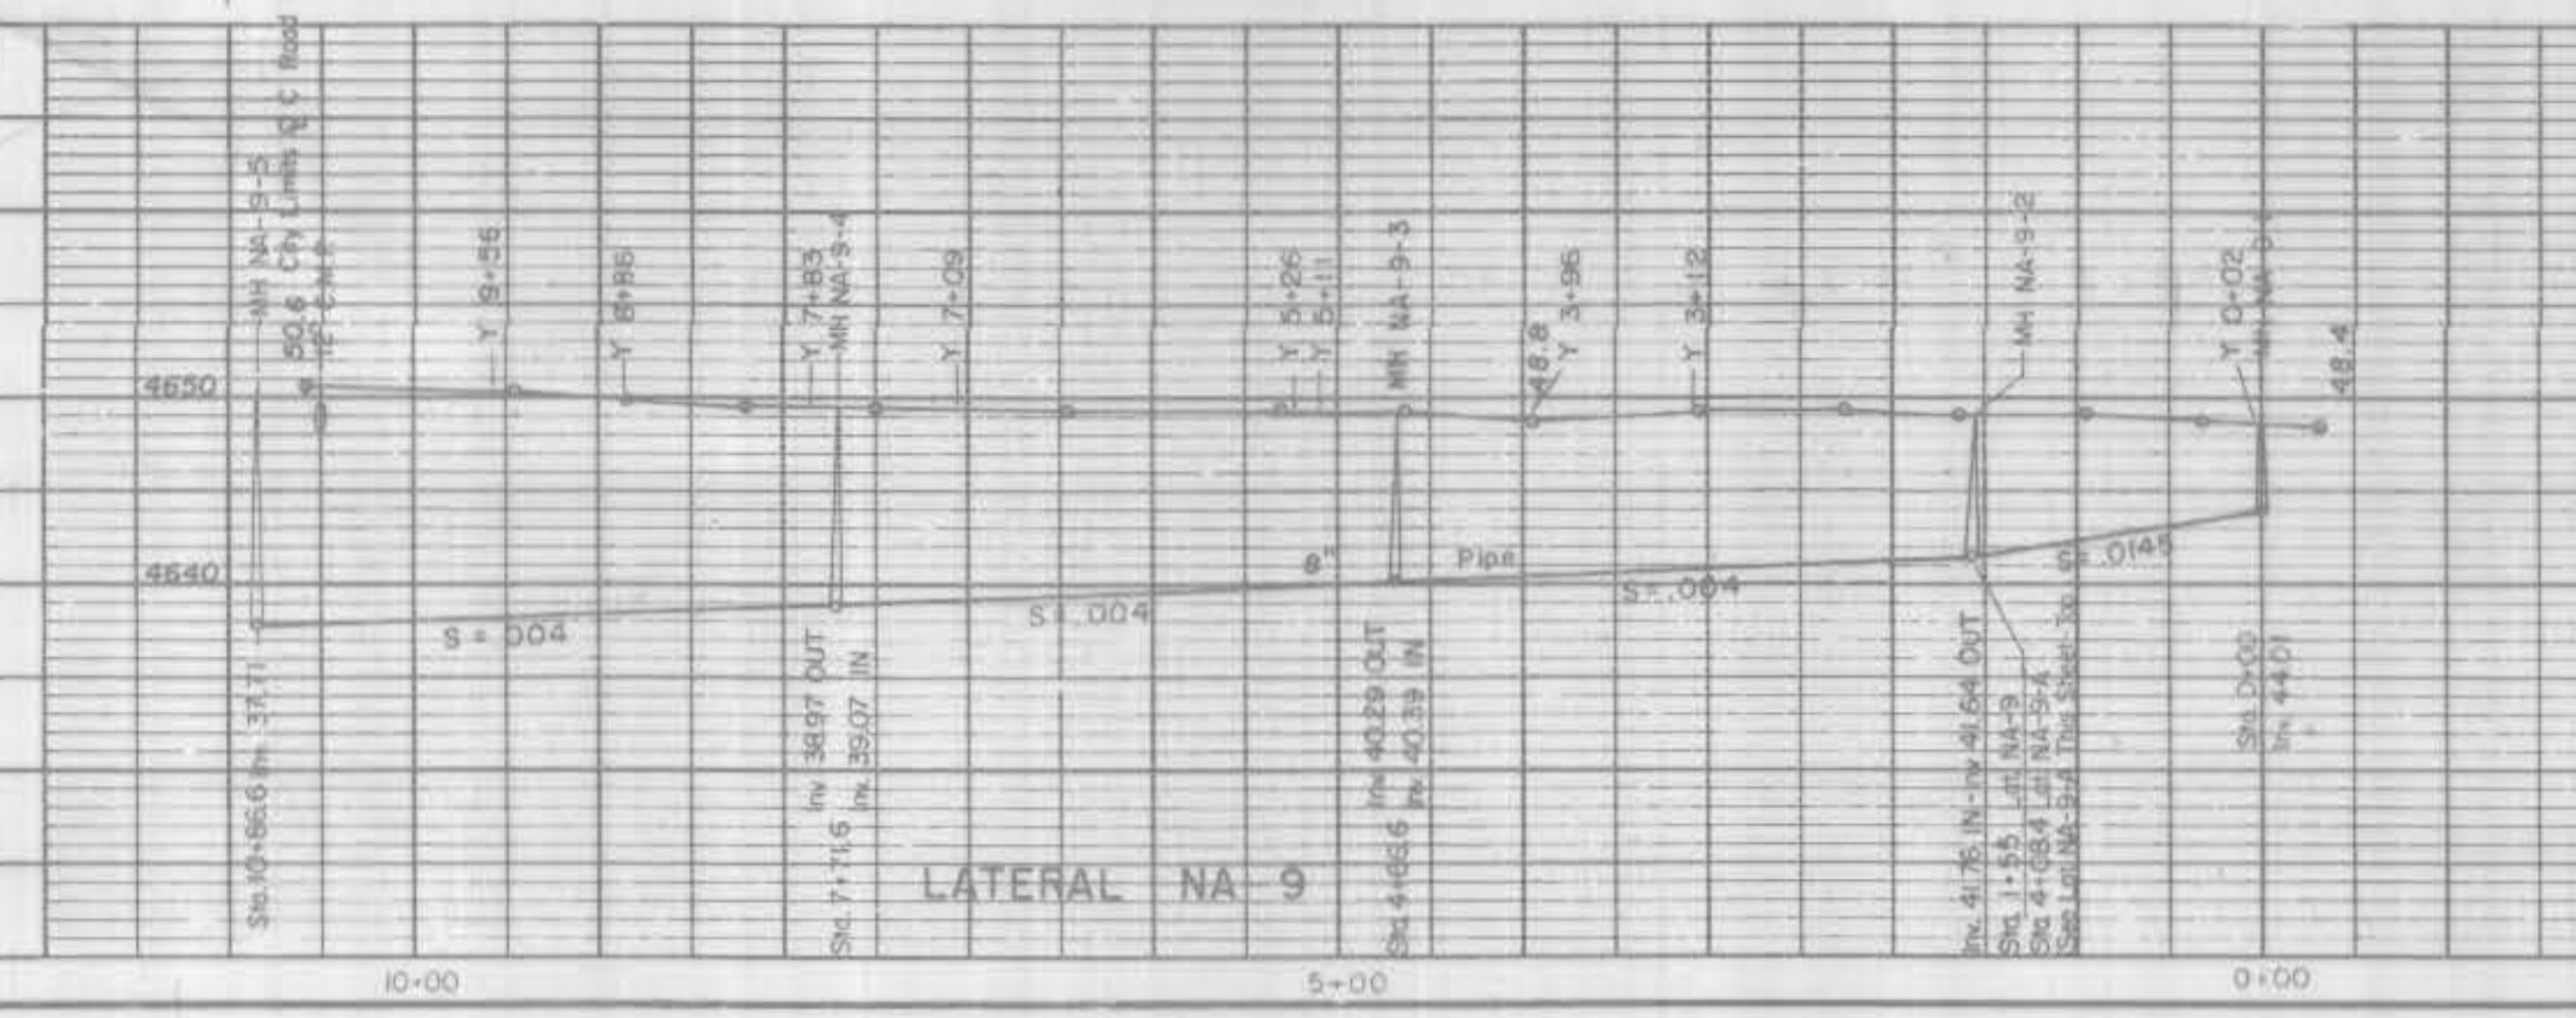 MH NA-9-5
50.6 City Limits @ C Road
12" C.M.P.
Y 9+56
Y 8+86
Y 7+83
MH NA-9-4
Y 7+09
Y 5+26
Y 5+11
MH NA-9-3
48.8
Y 3+96
Y 3+12
MH NA-9-2
Y 0+02
MH NA-9-1
48.4
4650
4640
8" Pipe
S = .004
S = .004
S = .004
S = .0145
Sta. 10+86.6 Inv. 37.71
Sta. 7+71.6
Inv 38.97 OUT
Inv. 39.07 IN
Sta. 4+66.6
Inv 40.29 OUT
Inv 40.39 IN
Inv. 41.76 IN - Inv 41.64 OUT
Sta. 1+55 Lat. NA-9
Sta 4+08.4 Lat. NA-9-A
See Lat. NA-9-A This Sheet
Sta. 0+00
Inv. 44.01
LATERAL NA 9
10+00
5+00
0+00